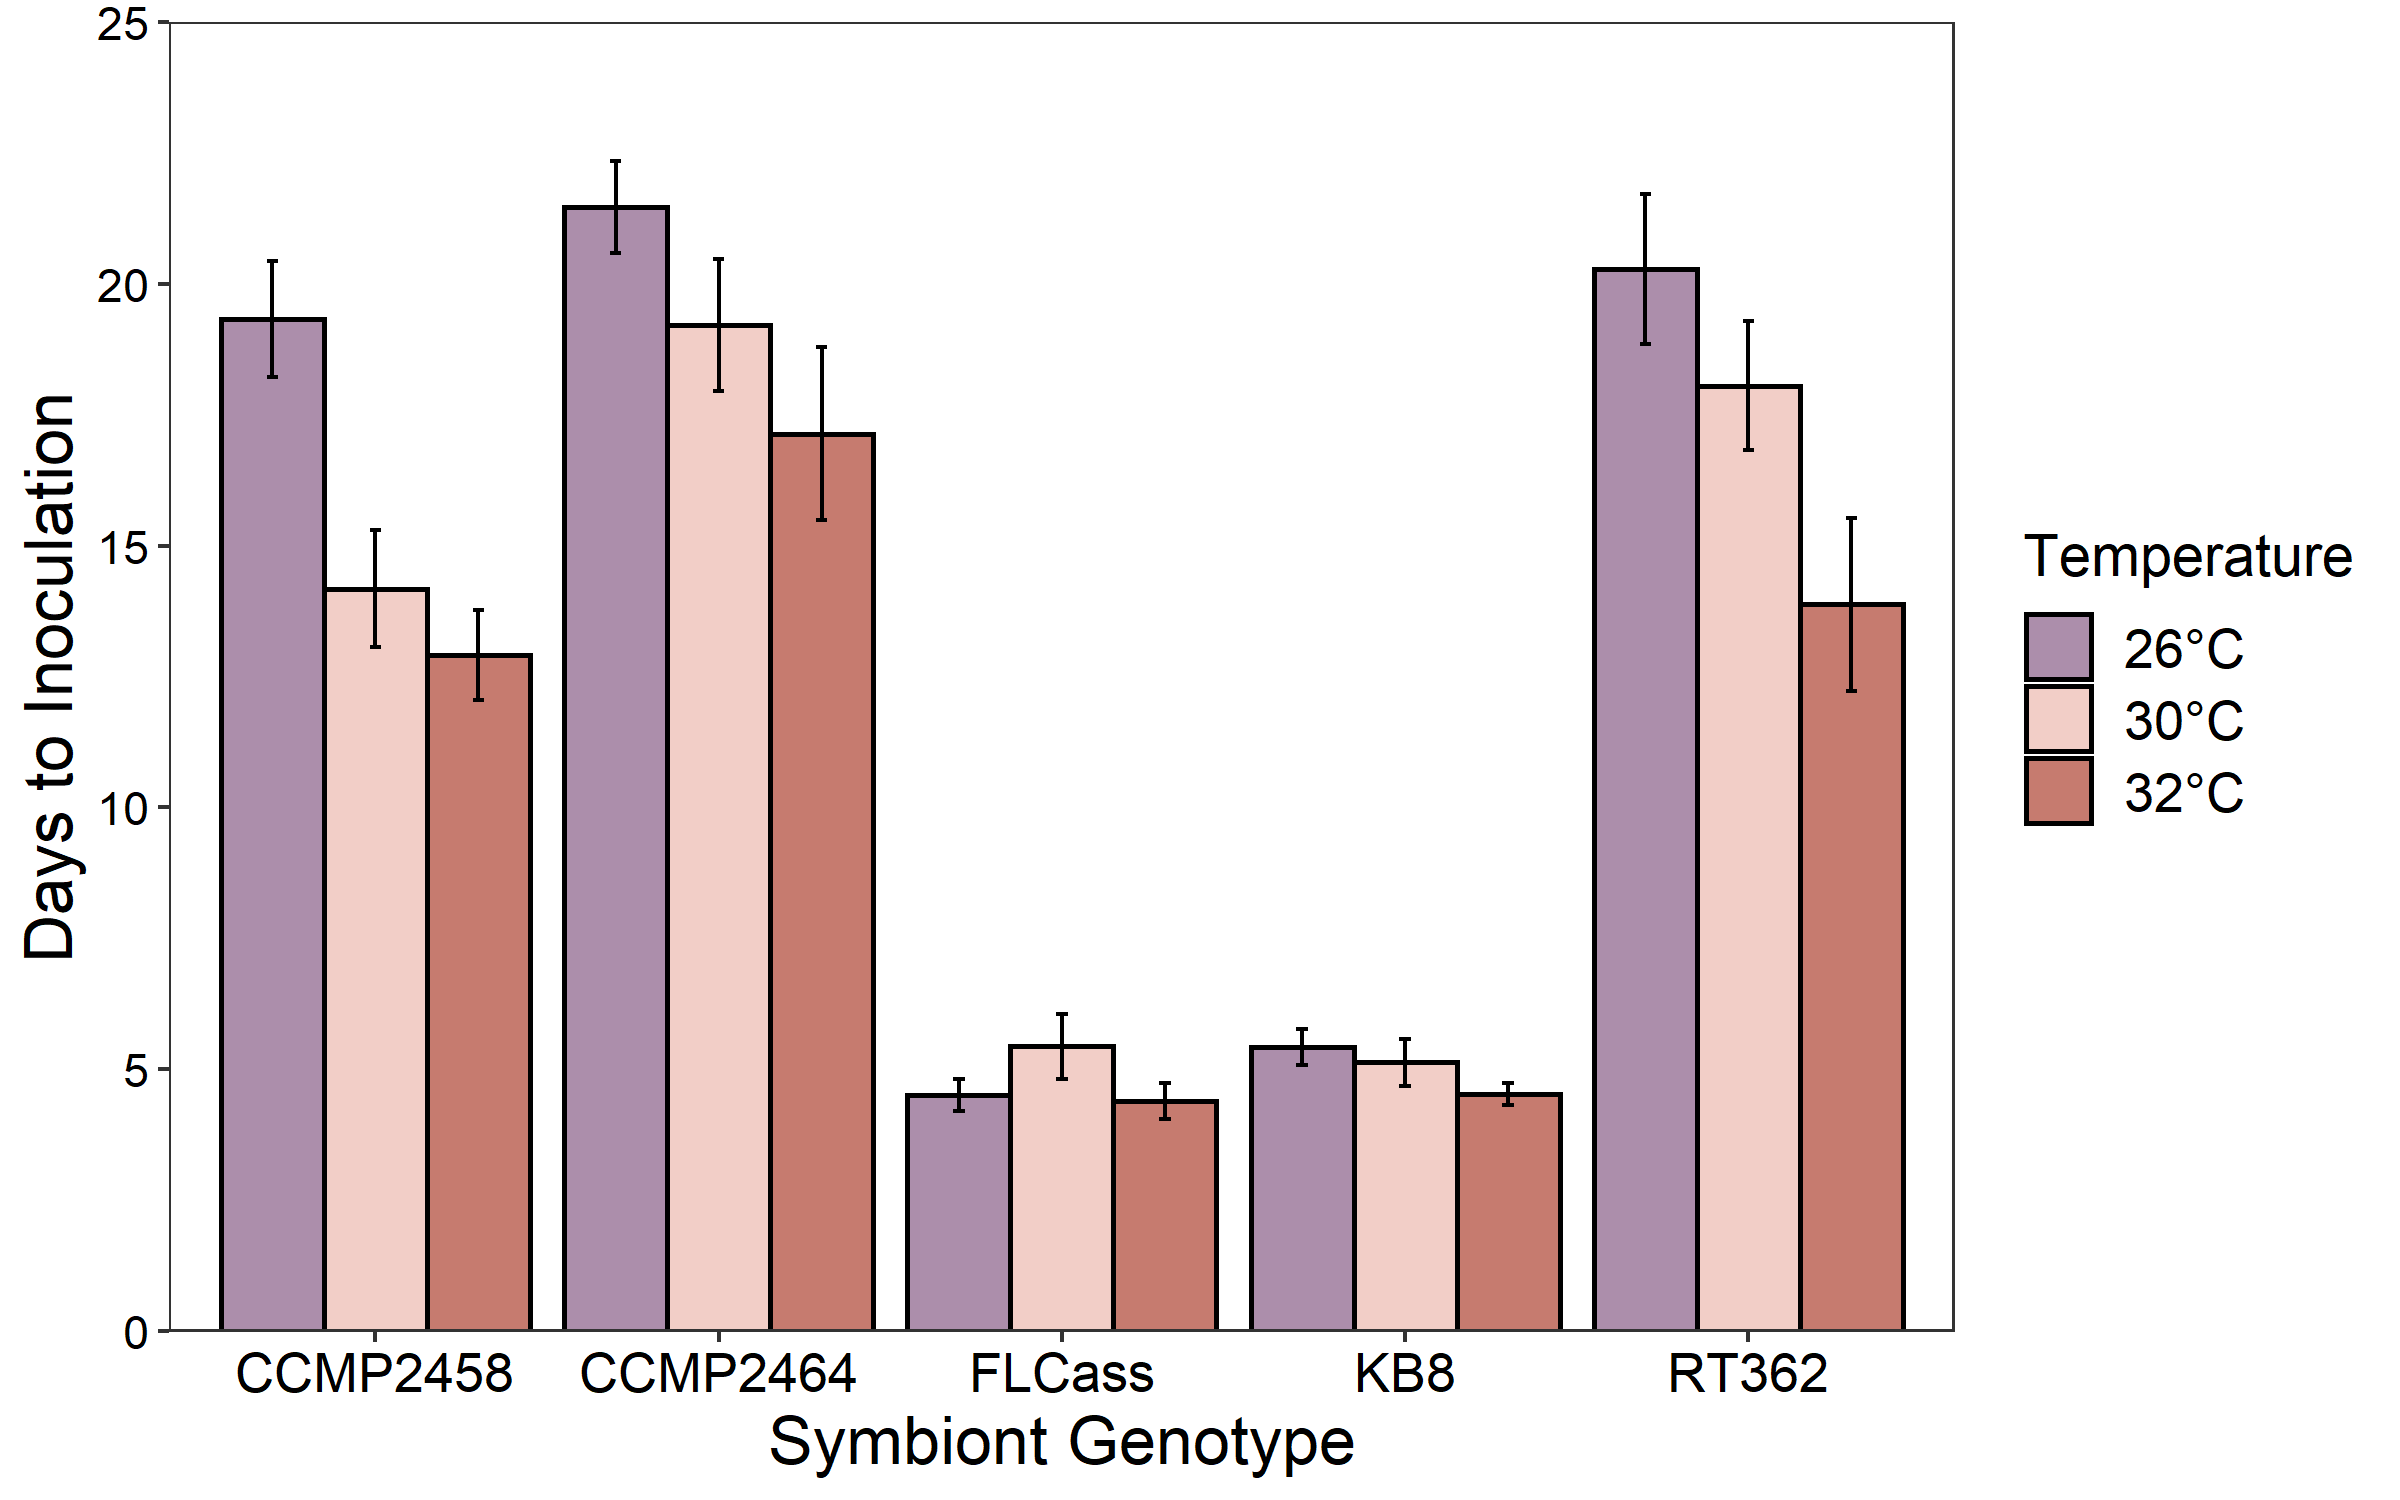 25
20
15
10
5
0
Days to Inoculation
CCMP2458 CCMP2464 FLCass KB8 RT362
Symbiont Genotype
Temperature
26°C
30°C
32°C